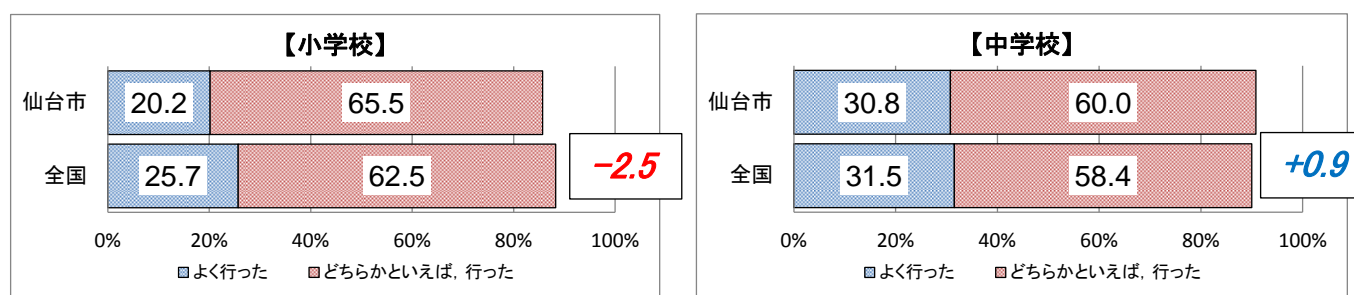 【小学校】
仙台市 20.2 65.5
全国 25.7 62.5
-2.5
0% 20% 40% 60% 80% 100%
よく行った どちらかといえば，行った
【中学校】
仙台市 30.8 60.0
全国 31.5 58.4
+0.9
0% 20% 40% 60% 80% 100%
よく行った どちらかといえば，行った